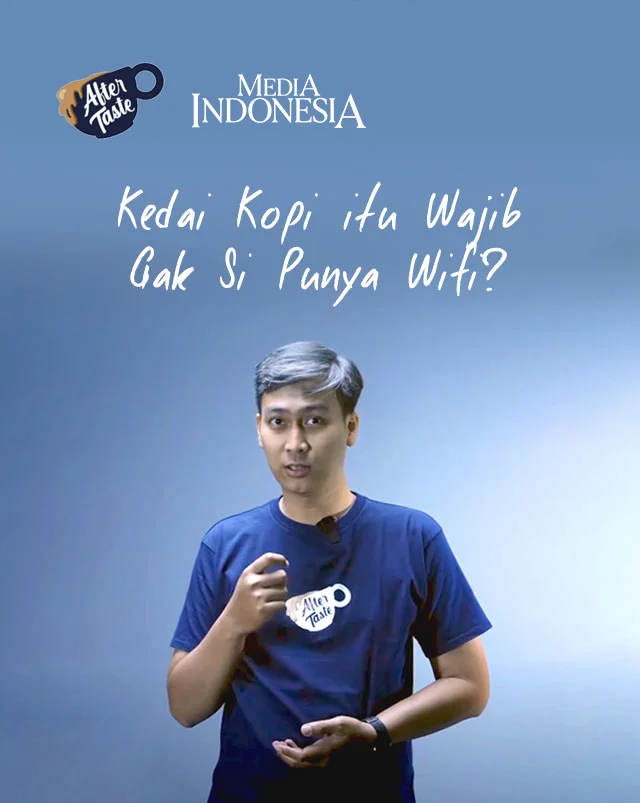 After
Taste
MEDIA
INDONESIA
Kedai Kopi itu Wajib
Gak Si Punya Wifi?
After
Taste